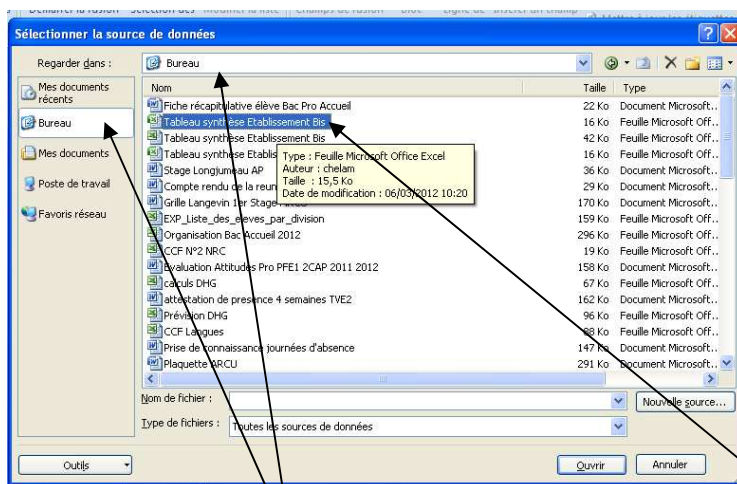 Sélectionner la source de données
Regarder dans :
Bureau
Mes documents récents
Bureau
Mes documents
Poste de travail
Favoris réseau
Nom Taille Type
Fiche récapitulative élève Bac Pro Accueil 22 Ko Document Microsoft...
Tableau synthèse Etablissement Bis 16 Ko Feuille Microsoft Off...
Tableau synthèse Etablissement Bis 42 Ko Feuille Microsoft Off...
Tableau synthèse Etablis 16 Ko Feuille Microsoft Off...
Stage Longjumeau AP 36 Ko Document Microsoft...
Compte rendu de la reun 29 Ko Document Microsoft...
Grille Langevin 1er Stage 170 Ko Document Microsoft...
EXP_Liste_des_eleves_par_division 159 Ko Feuille Microsoft Off...
Organisation Bac Accueil 2012 296 Ko Feuille Microsoft Off...
CCF N°2 NRC 19 Ko Feuille Microsoft Off...
Evaluation Attitudes Pro PFE1 2CAP 2011 2012 158 Ko Document Microsoft...
calculs DHG 67 Ko Feuille Microsoft Off...
attestation de presence 4 semaines TVE2 162 Ko Document Microsoft...
Prévision DHG 96 Ko Feuille Microsoft Off...
CCF Langues 88 Ko Feuille Microsoft Off...
Prise de connaissance journées d'absence 147 Ko Document Microsoft...
Plaquette ARCU 291 Ko Document Microsoft...
Type : Feuille Microsoft Office Excel
Auteur : chelam
Taille : 15,5 Ko
Date de modification : 06/03/2012 10:20
Nom de fichier :
Nouvelle source...
Type de fichiers : Toutes les sources de données
Outils
Ouvrir
Annuler